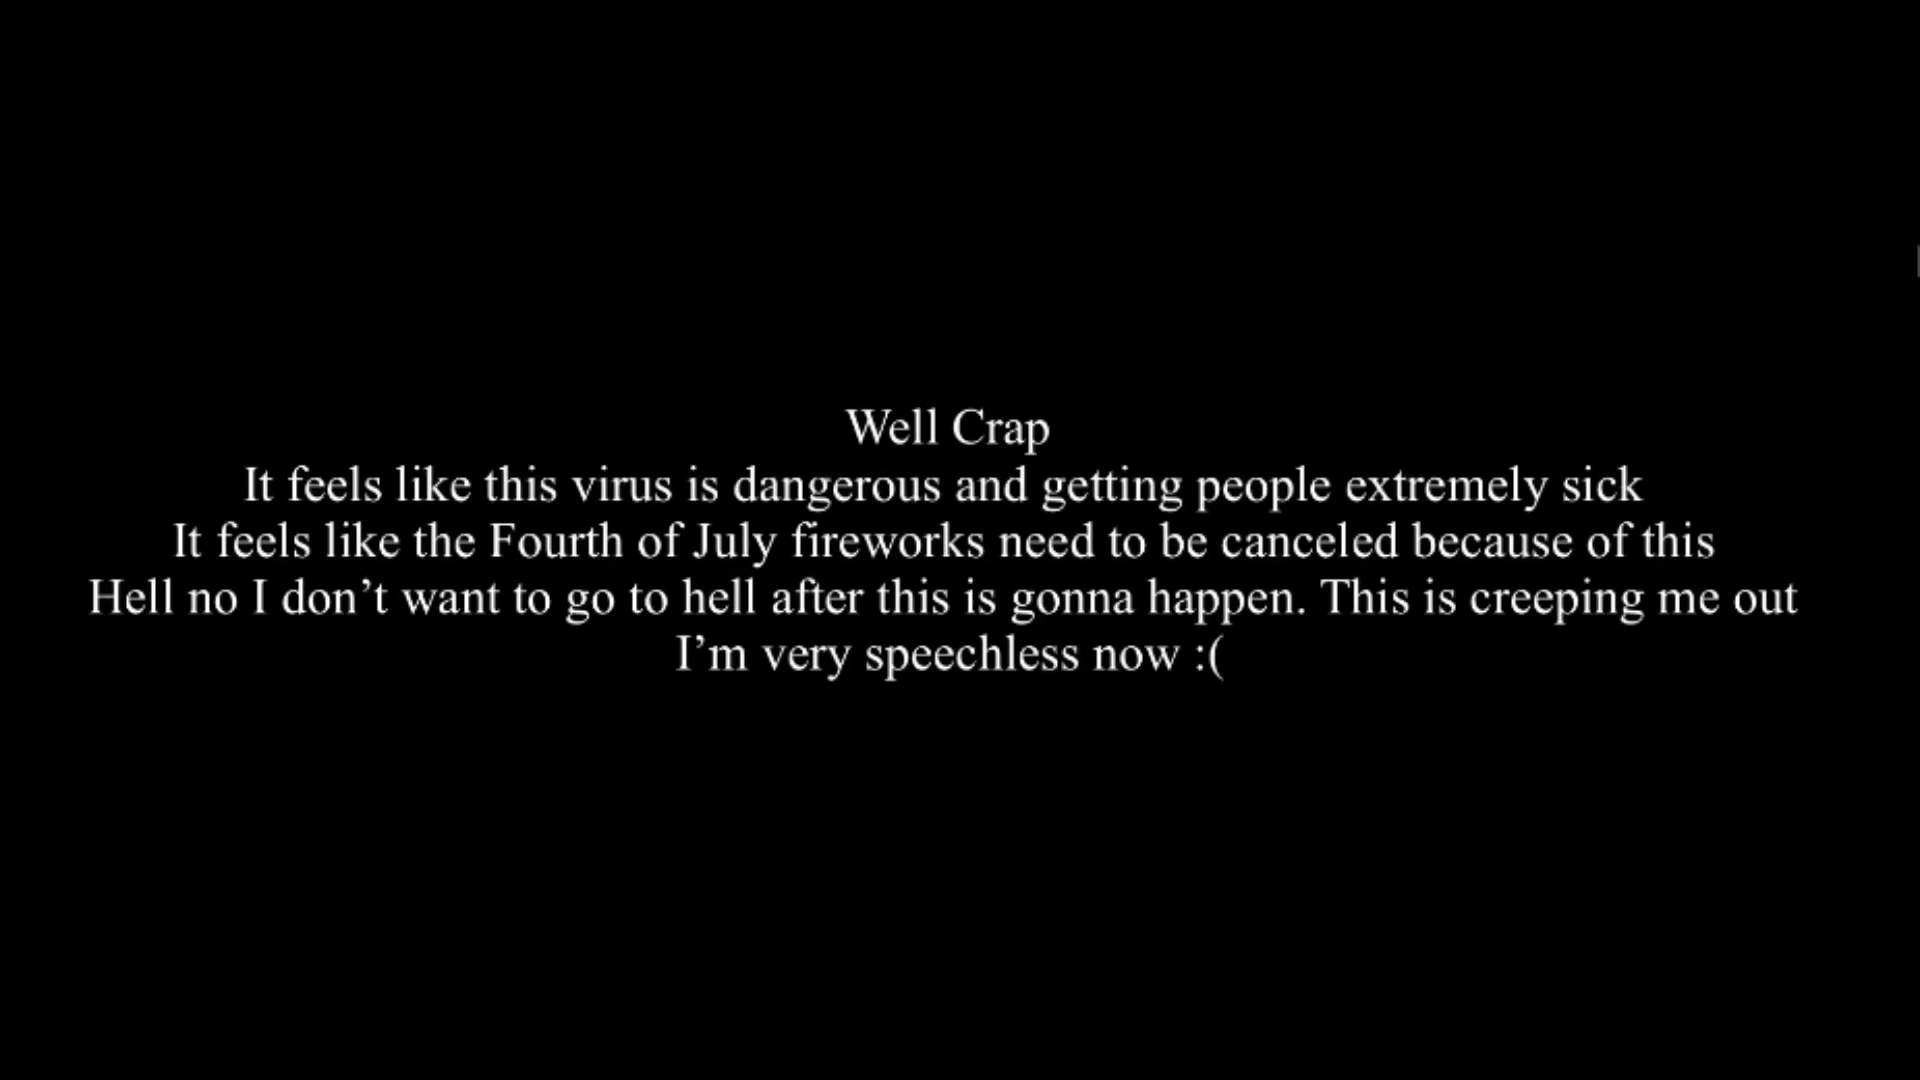 Well Crap
It feels like this virus is dangerous and getting people extremely sick
It feels like the Fourth of July fireworks need to be canceled because of this
Hell no I don’t want to go to hell after this is gonna happen. This is creeping me out
I’m very speechless now :(